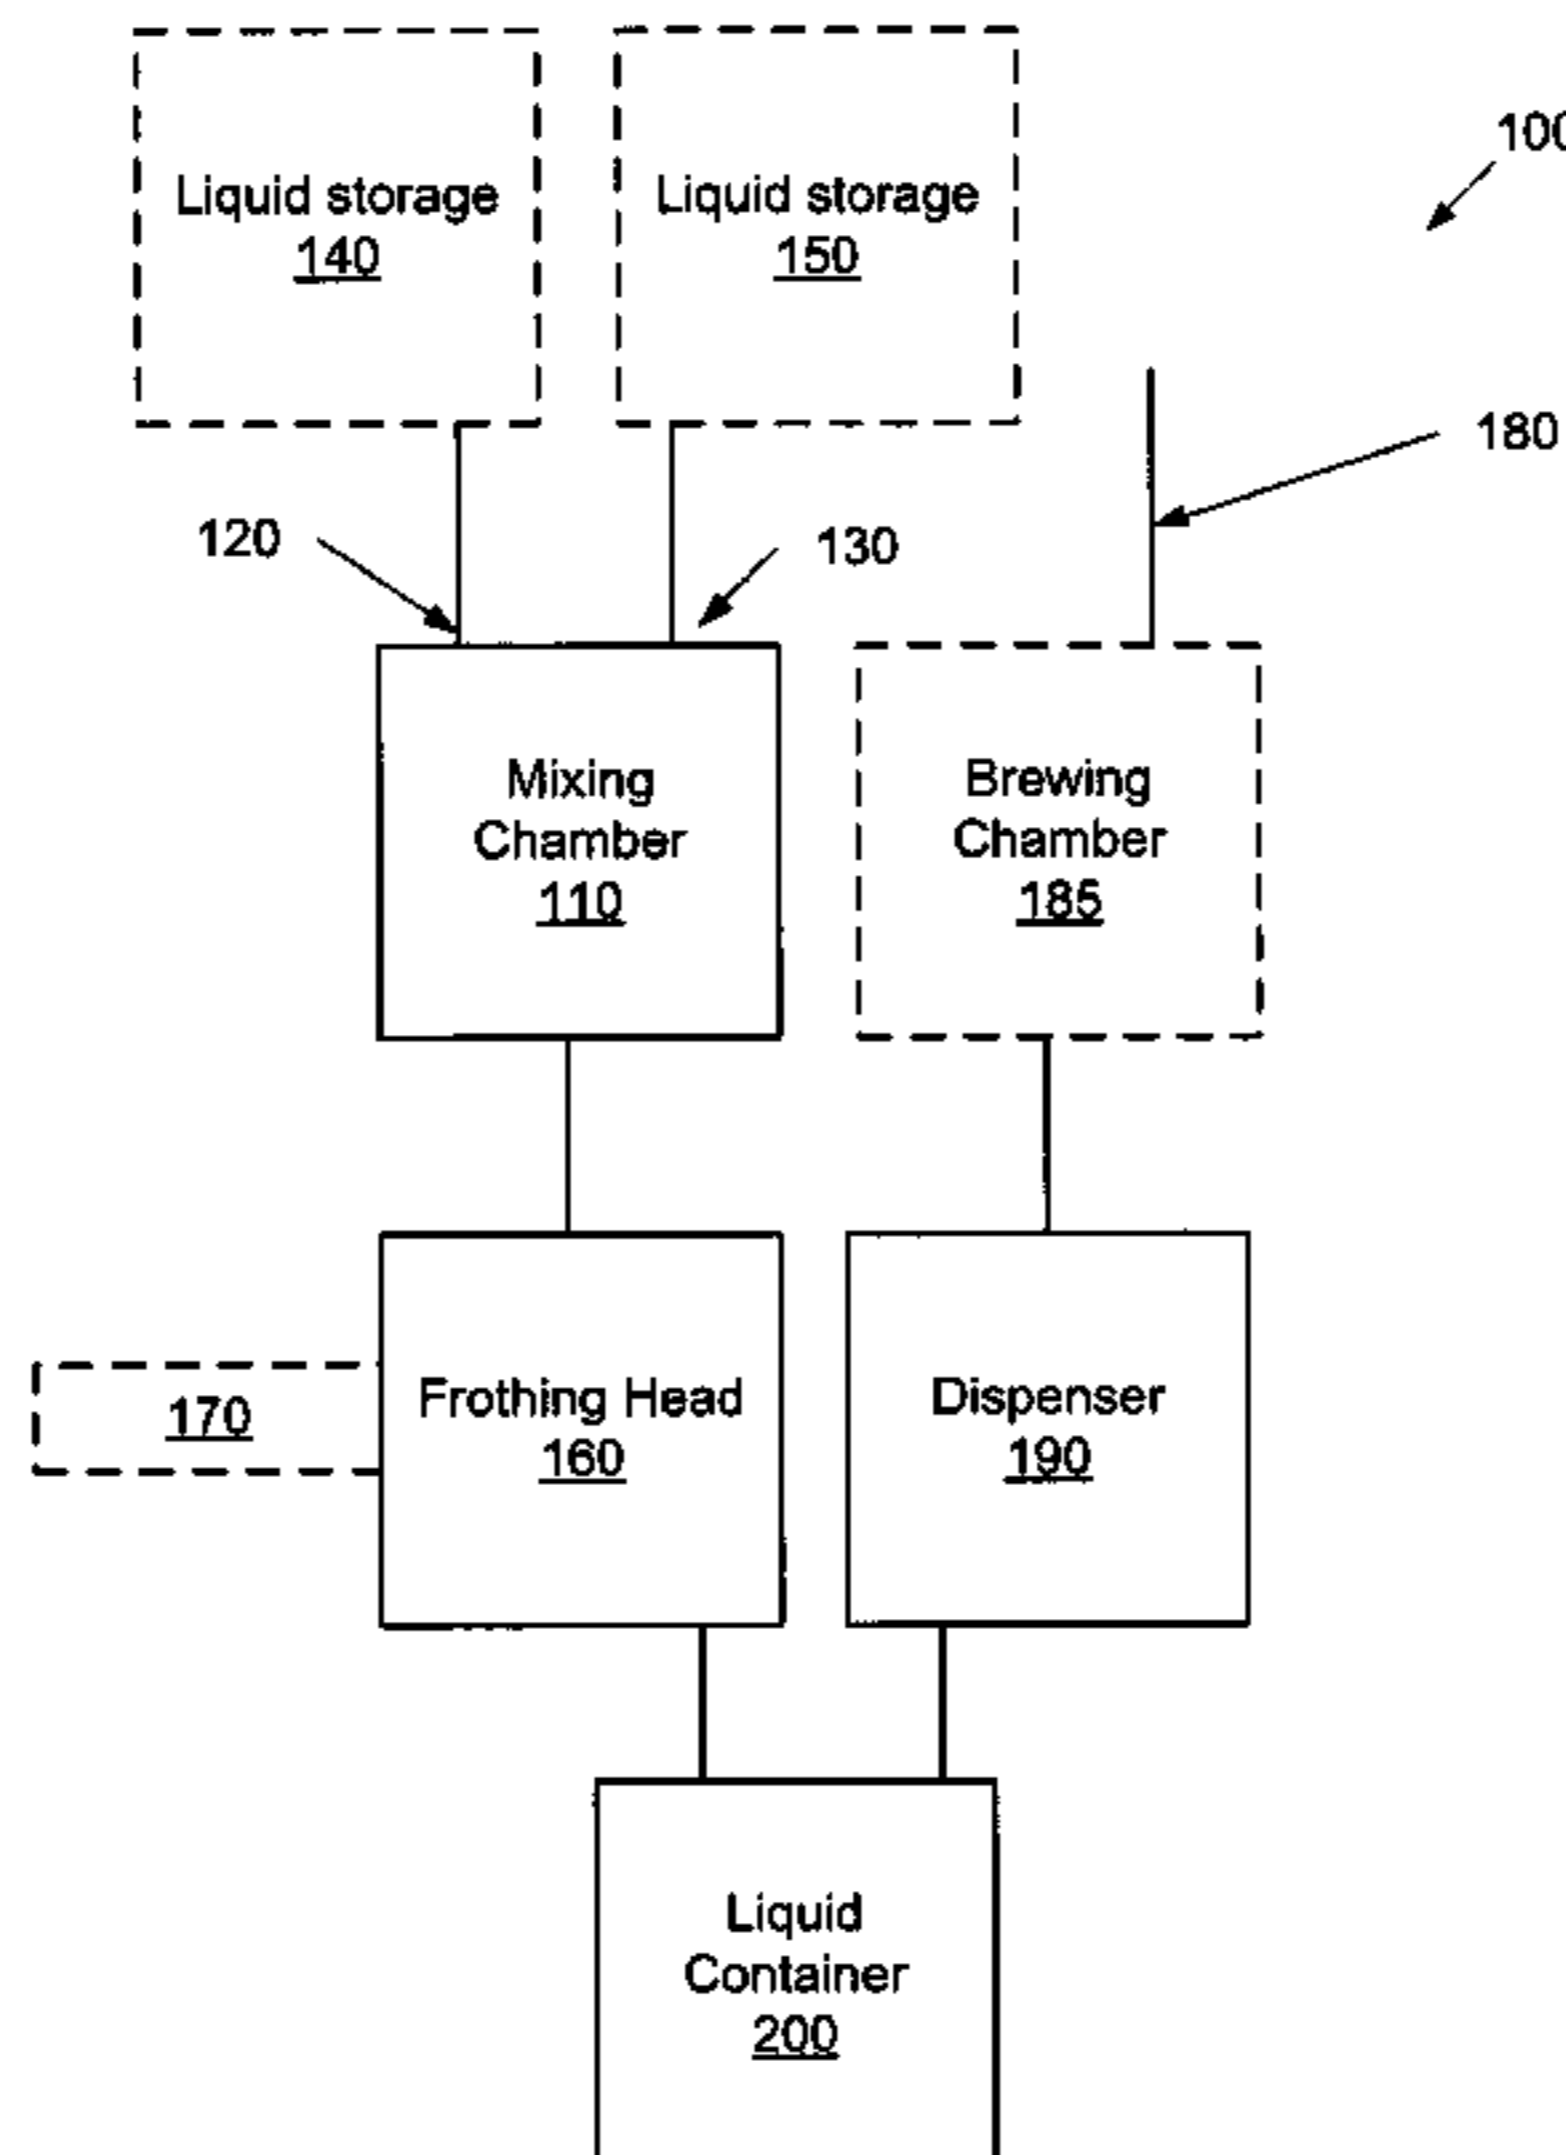 Liquid storage
140
Liquid storage
150
100
180
120
130
Mixing
Chamber
110
Brewing
Chamber
185
170
Frothing Head
160
Dispenser
190
Liquid
Container
200